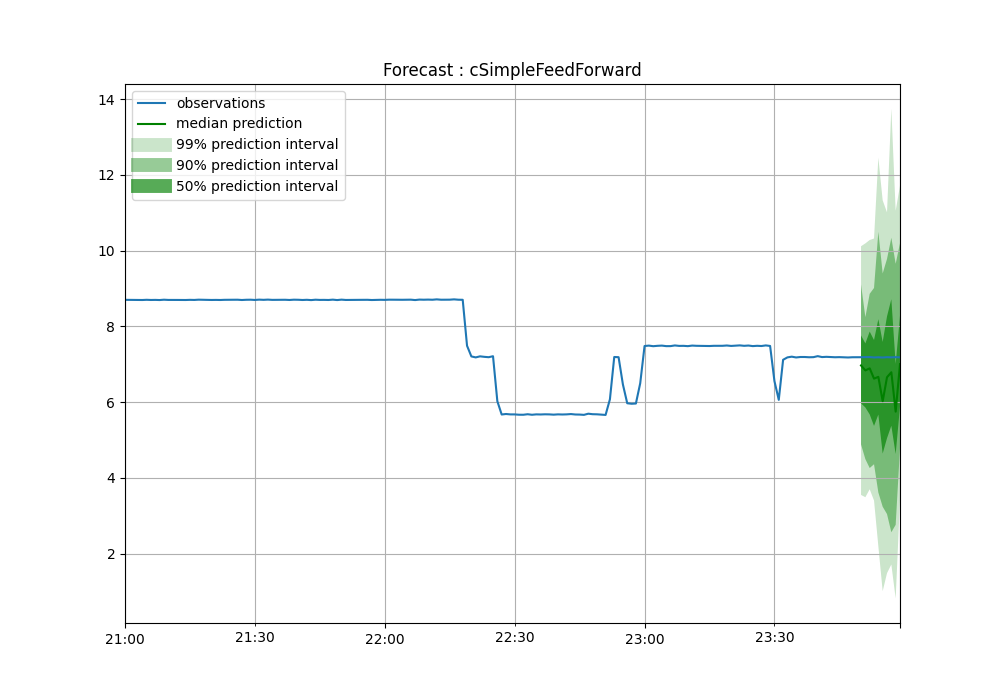 Forecast : cSimpleFeedForward
observations
median prediction
99% prediction interval
90% prediction interval
50% prediction interval
14
12
10
8
6
4
2
21:00 21:30 22:00 22:30 23:00 23:30